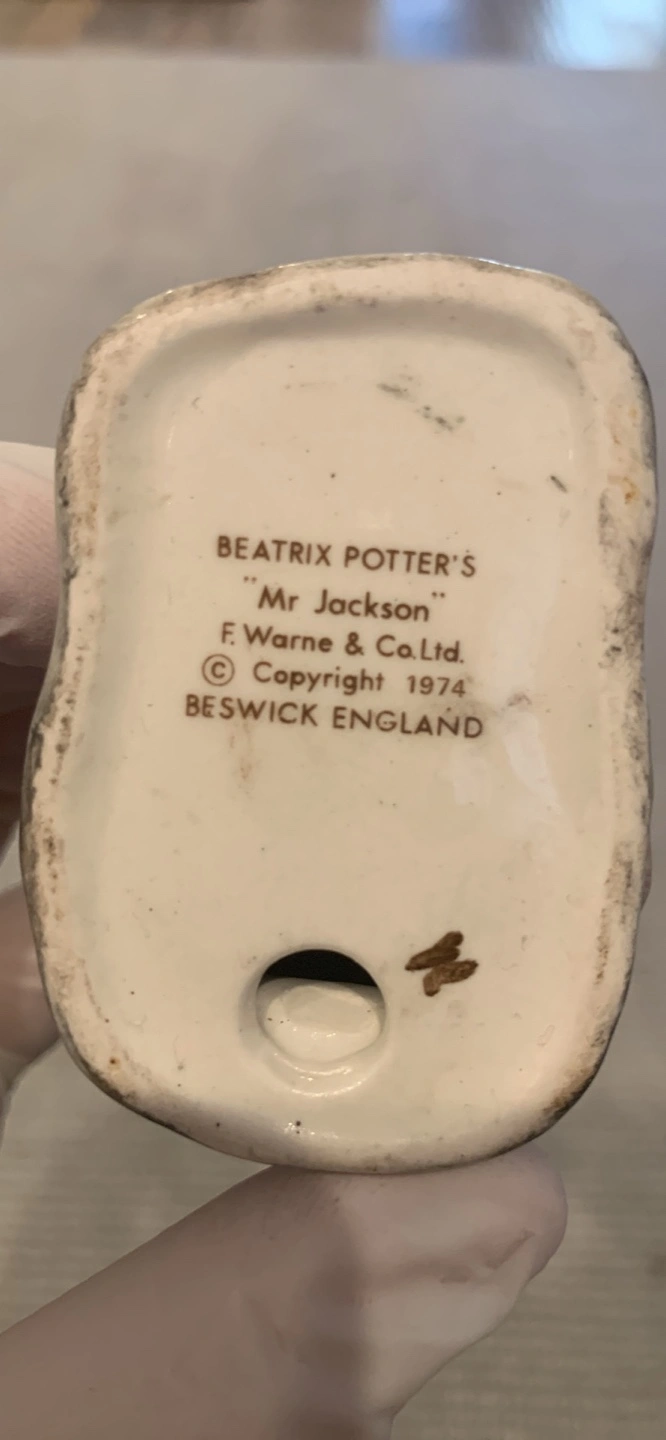 BEATRIX POTTER'S
"Mr Jackson"
F. Warne & Co.Ltd.
© Copyright 1974
BESWICK ENGLAND